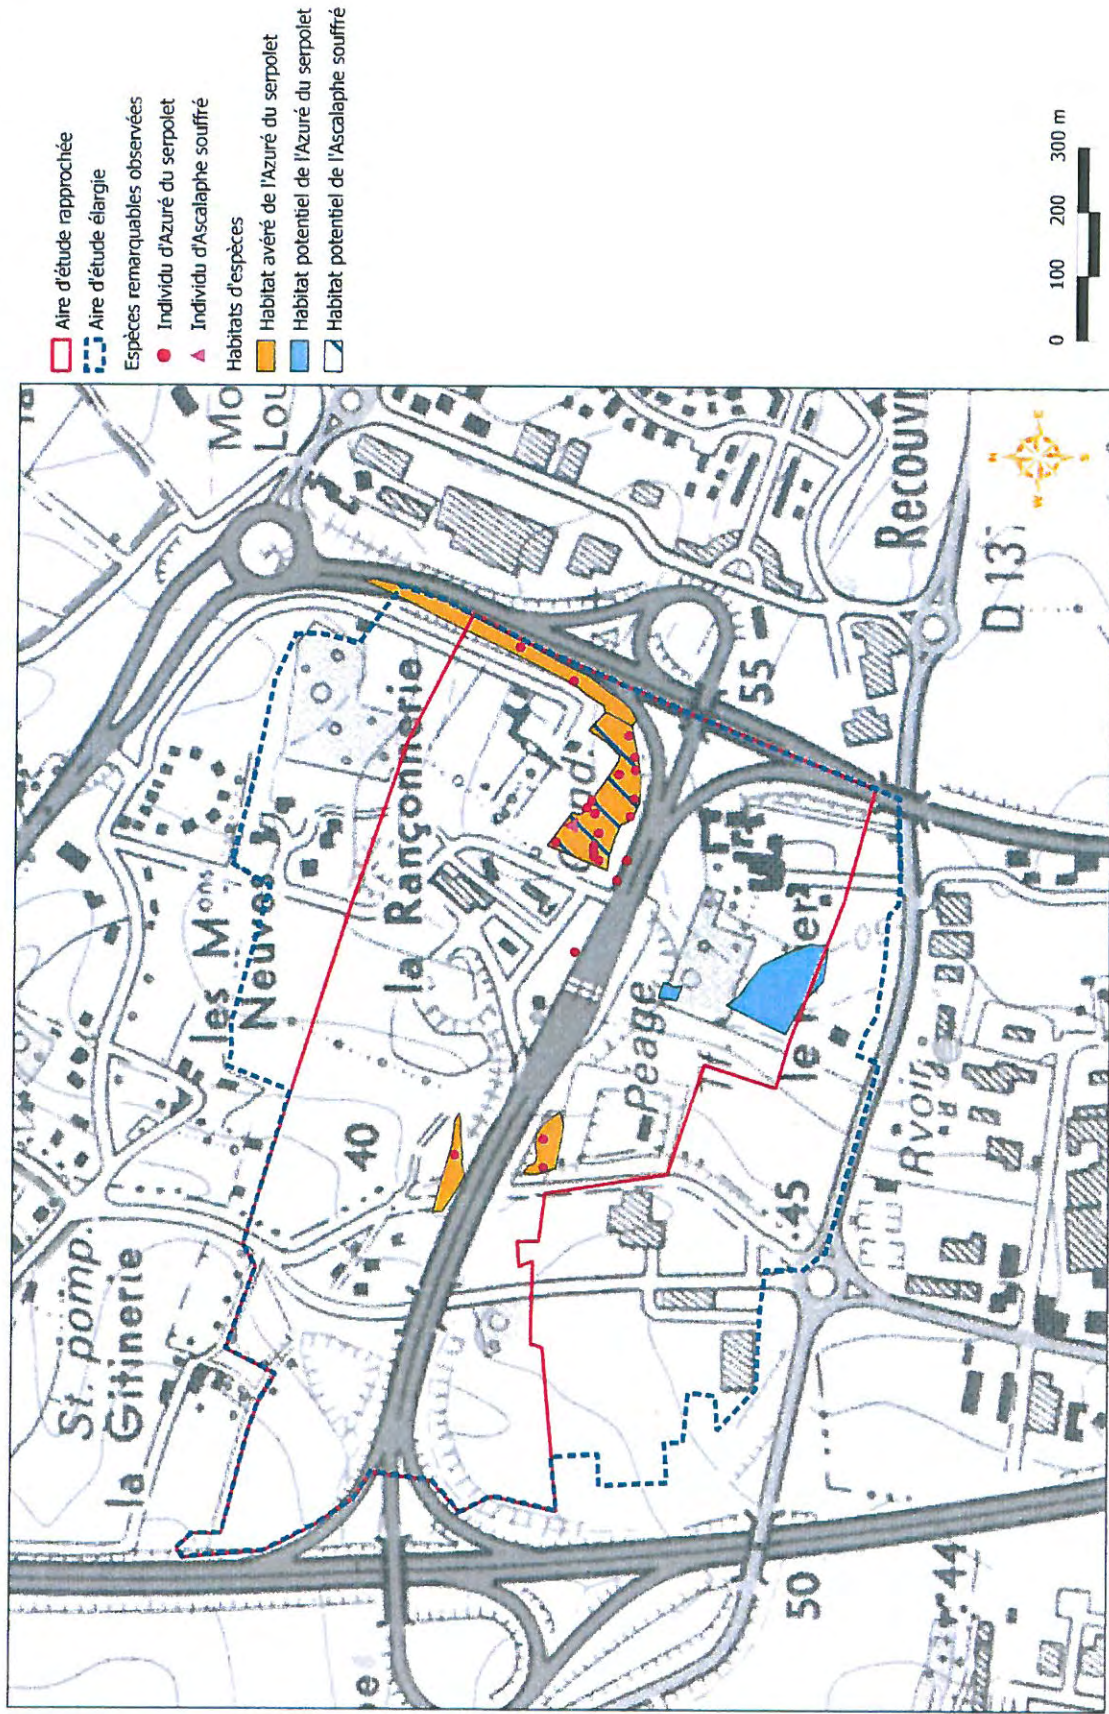 Aire d'étude rapprochée
Aire d'étude élargie
Espèces remarquables observées
Individu d'Azuré du serpolet
Individu d'Ascalaphe souffré
Habitats d'espèces
Habitat avéré de l'Azuré du serpolet
Habitat potentiel de l'Azuré du serpolet
Habitat potentiel de l'Ascalaphe souffré
0 100 200 300 m
St. pomp.
la Gitinerie
les Mons
Neuves
la Rançonnerie
Mo
Lou
40
Péage
55
le
45
Rvoir
Recouvr
D 13
50
44
N
E
S
W